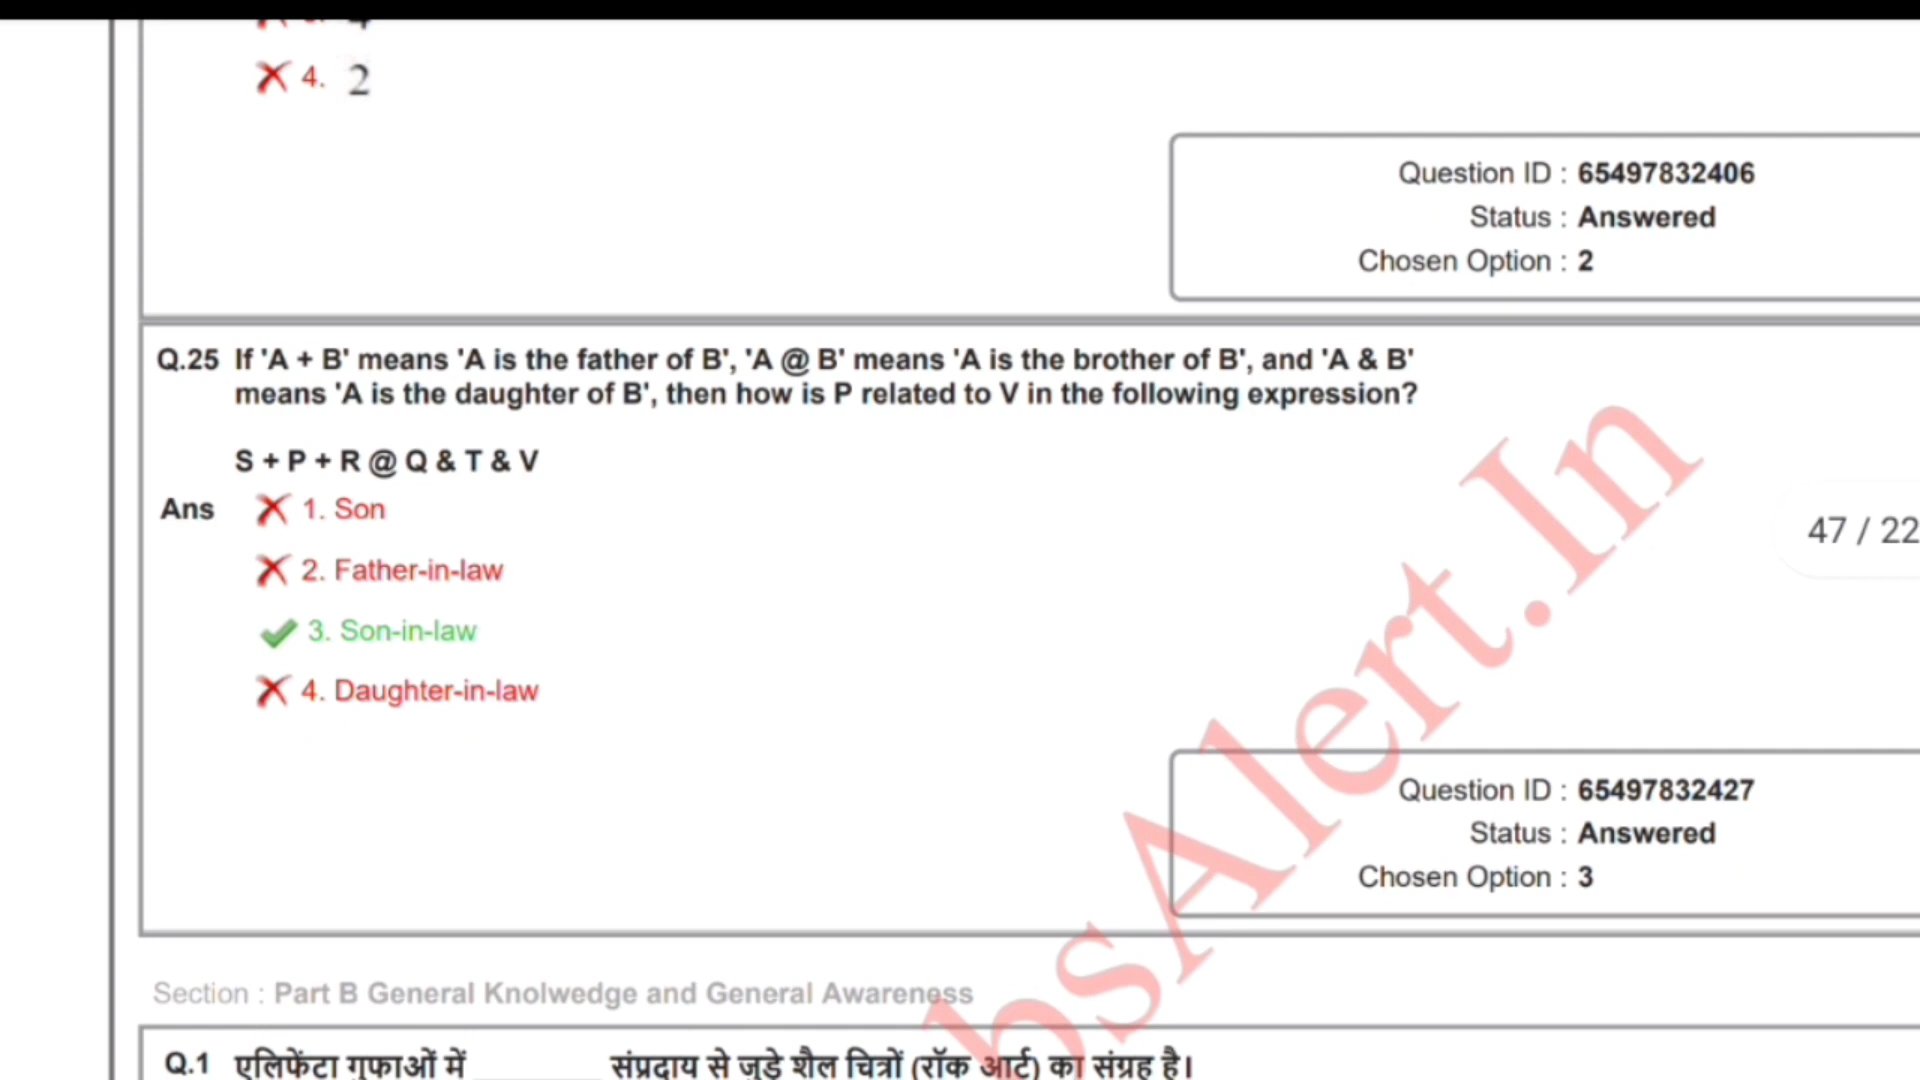 4. 2
Question ID : 65497832406
Status : Answered
Chosen Option : 2
Q.25 If 'A + B' means 'A is the father of B', 'A @ B' means 'A is the brother of B', and 'A & B'
means 'A is the daughter of B', then how is P related to V in the following expression?
S + P + R @ Q & T & V
Ans 1. Son
2. Father-in-law
3. Son-in-law
4. Daughter-in-law
47 / 22
Question ID : 65497832427
Status : Answered
Chosen Option : 3
bsAlert.In
Section : Part B General Knolwedge and General Awareness
Q.1 एलिफेंटा गुफाओं में ________ संप्रदाय से जुड़े शैल चित्रों (रॉक आर्ट) का संग्रह है।